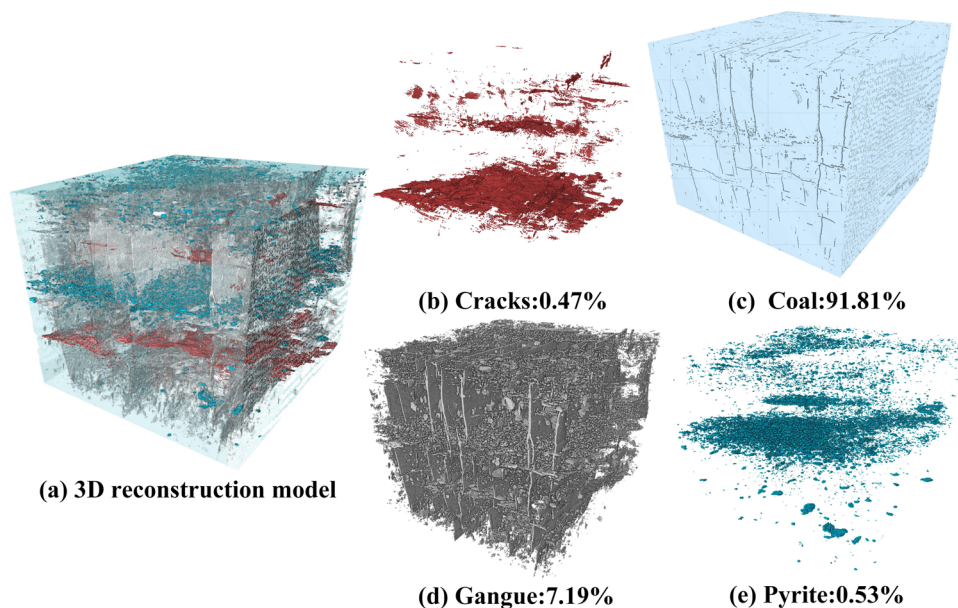 (b) Cracks:0.47%
(c) Coal:91.81%
(a) 3D reconstruction model
(d) Gangue:7.19%
(e) Pyrite:0.53%